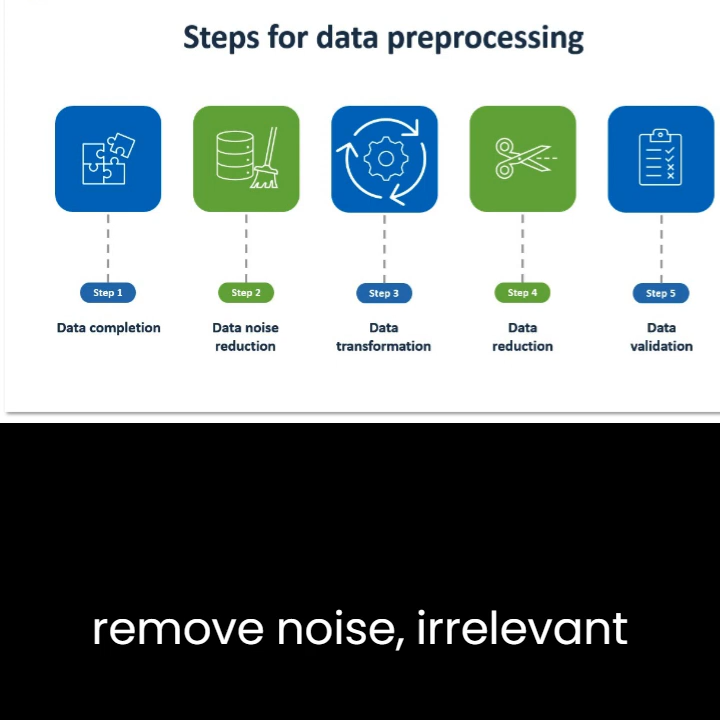 Steps for data preprocessing
Step 1
Step 2
Step 3
Step 4
Step 5
Data completion
Data noise
reduction
Data
transformation
Data
reduction
Data
validation
remove noise, irrelevant